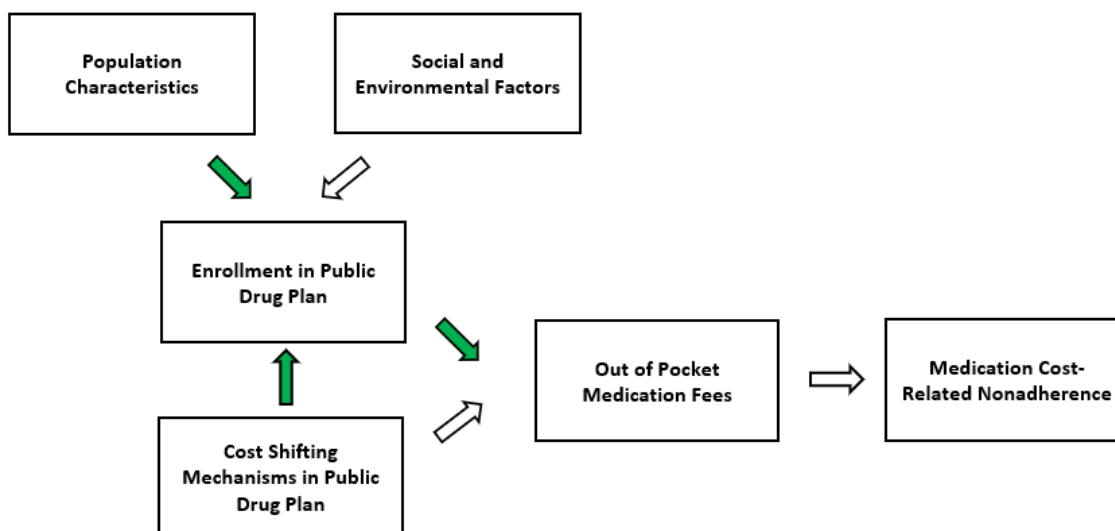 Population
Characteristics
Social and
Environmental Factors
Enrollment in Public
Drug Plan
Out of Pocket
Medication Fees
Medication Cost-
Related Nonadherence
Cost Shifting
Mechanisms in Public
Drug Plan